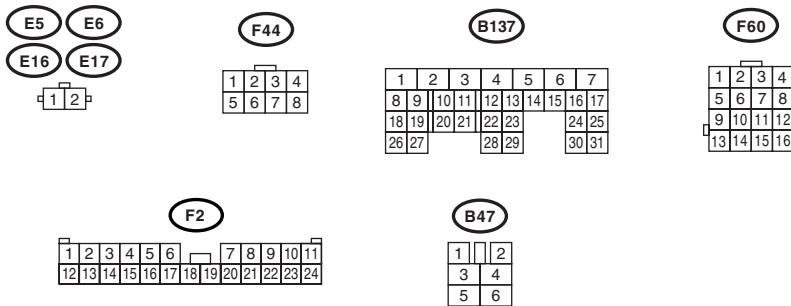 E5 E6
E16 E17
1 2
F44
1 2 3 4
5 6 7 8
B137
1 2 3 4 5 6 7
8 9 10 11 12 13 14 15 16 17
18 19 20 21 22 23 24 25
26 27 28 29 30 31
F60
1 2 3 4
5 6 7 8
9 10 11 12
13 14 15 16
F2
1 2 3 4 5 6 7 8 9 10 11
12 13 14 15 16 17 18 19 20 21 22 23 24
B47
1 2
3 4
5 6